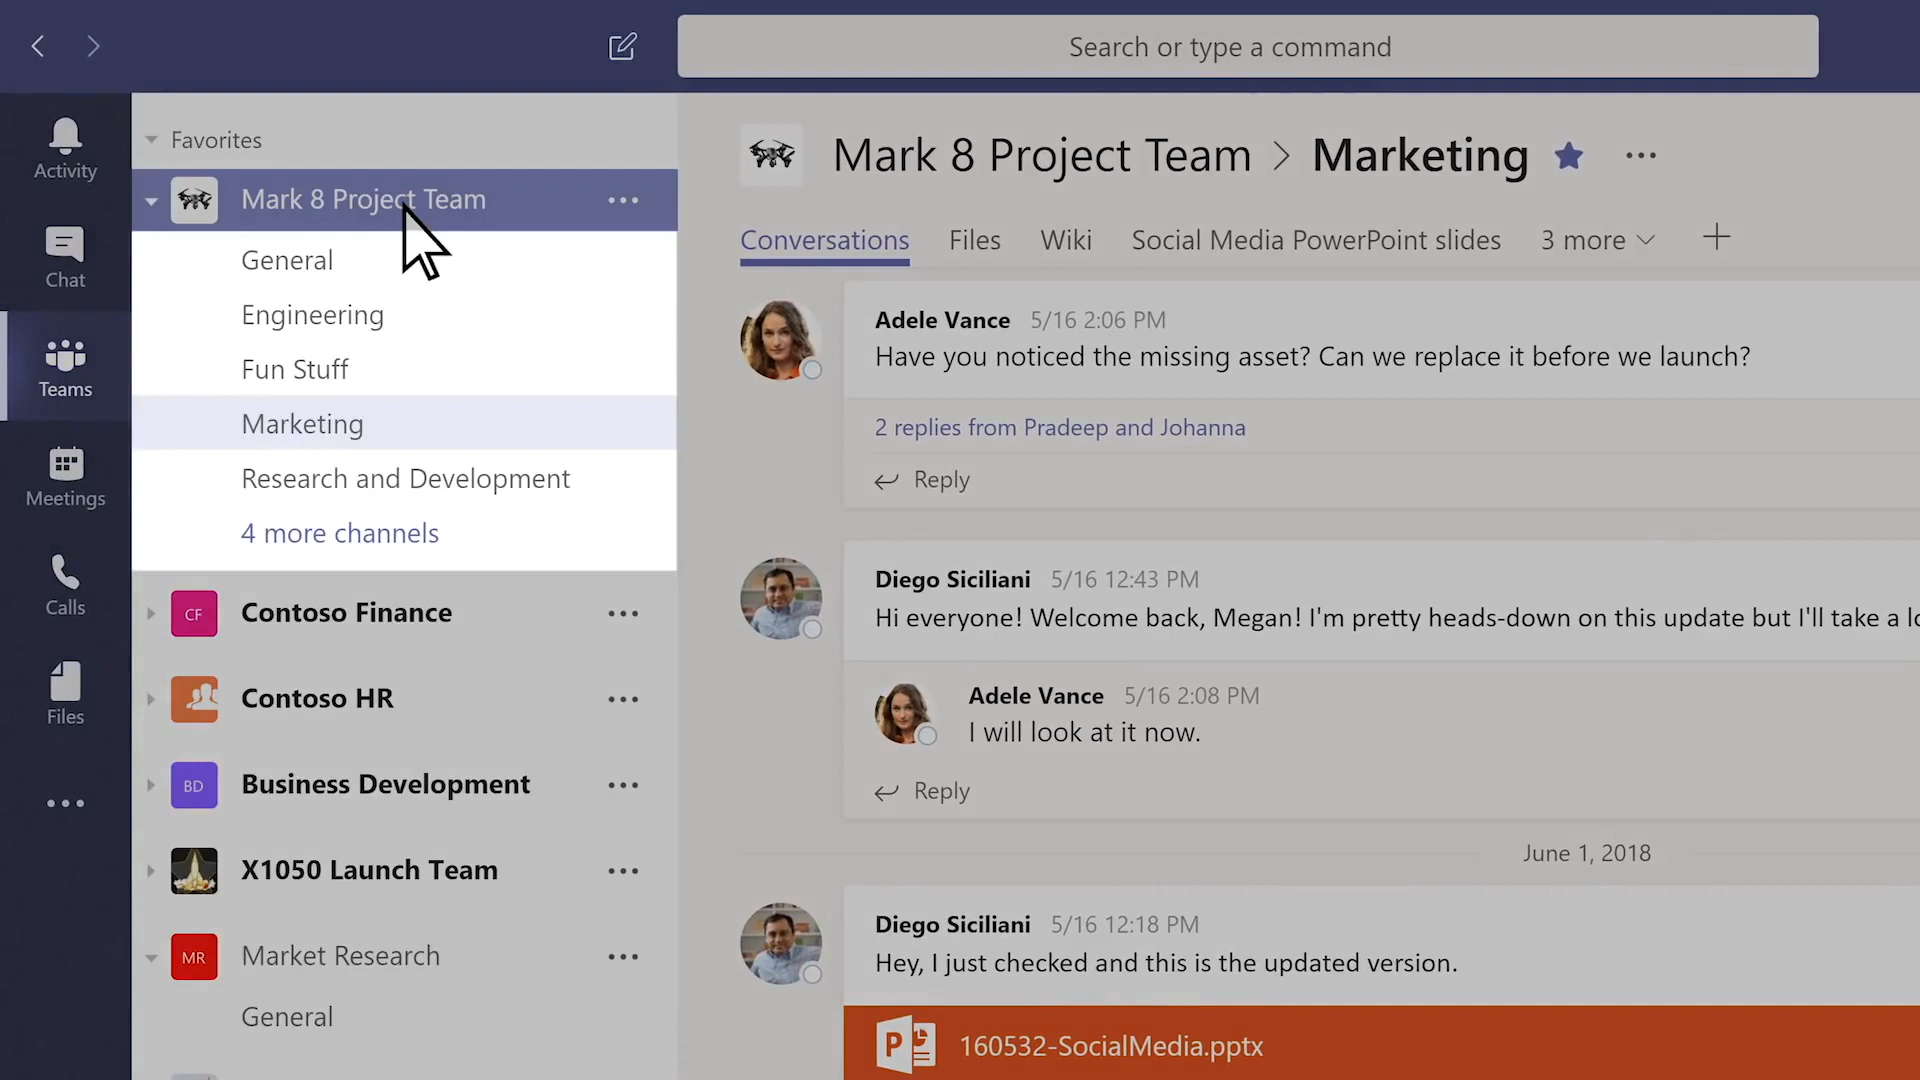 Search or type a command
Activity
Chat
Teams
Meetings
Calls
Files
Favorites
Mark 8 Project Team
General
Engineering
Fun Stuff
Marketing
Research and Development
4 more channels
CF Contoso Finance
Contoso HR
BD Business Development
X1050 Launch Team
MR Market Research
General
Mark 8 Project Team > Marketing
Conversations Files Wiki Social Media PowerPoint slides 3 more
Adele Vance 5/16 2:06 PM
Have you noticed the missing asset? Can we replace it before we launch?
2 replies from Pradeep and Johanna
Reply
Diego Siciliani 5/16 12:43 PM
Hi everyone! Welcome back, Megan! I'm pretty heads-down on this update but I'll take a lo
Adele Vance 5/16 2:08 PM
I will look at it now.
Reply
June 1, 2018
Diego Siciliani 5/16 12:18 PM
Hey, I just checked and this is the updated version.
P 160532-SocialMedia.pptx